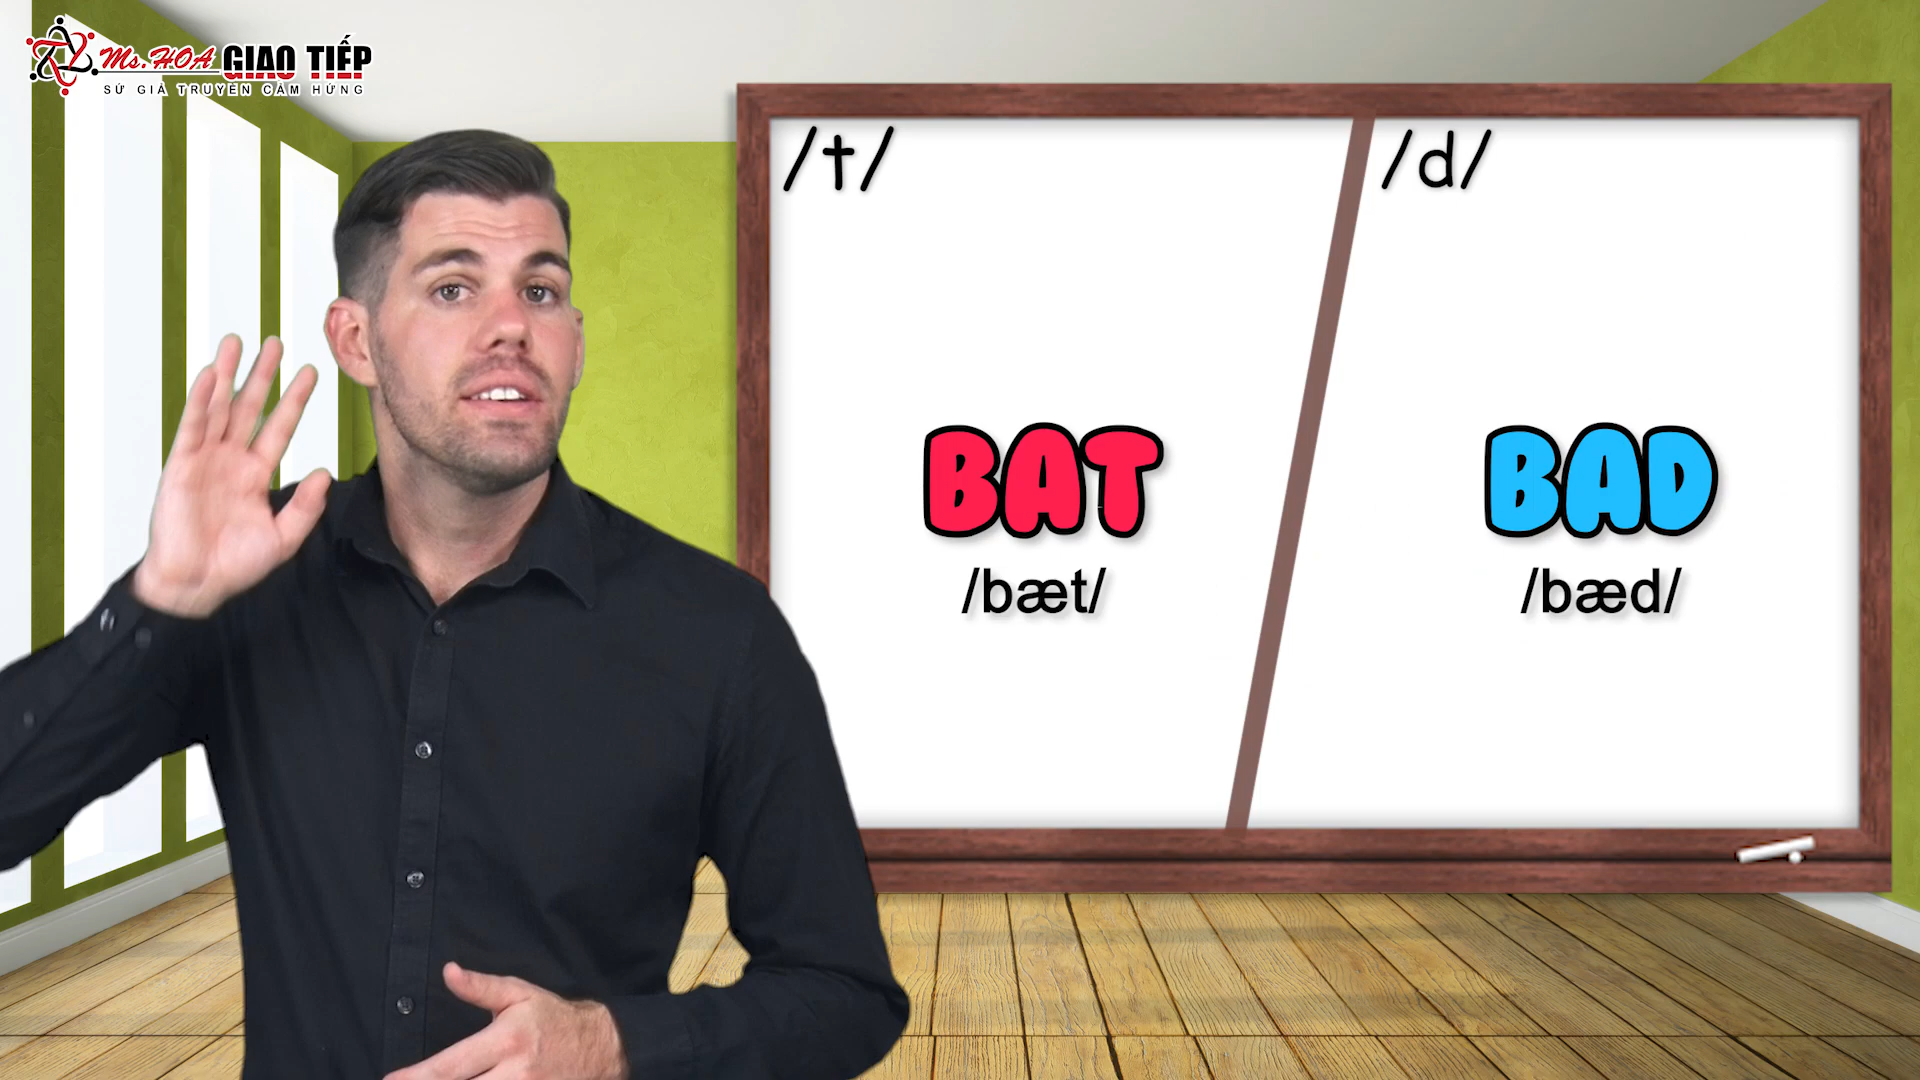 Ms.HOA GIAO TIẾP
SỨ GIẢ TRUYỀN CẢM HỨNG
/t/
/d/
BAT
BAD
/bæt/
/bæd/